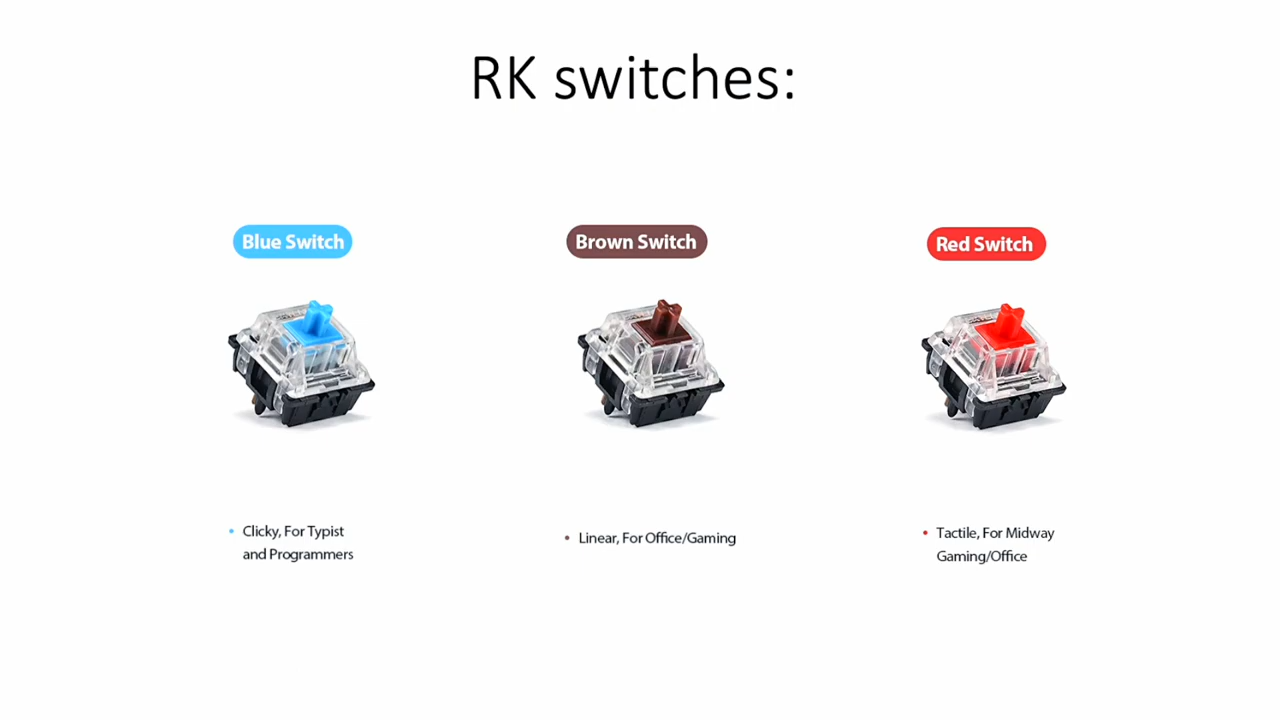 RK switches:
Blue Switch
Brown Switch
Red Switch
• Clicky, For Typist
and Programmers
• Linear, For Office/Gaming
• Tactile, For Midway
Gaming/Office